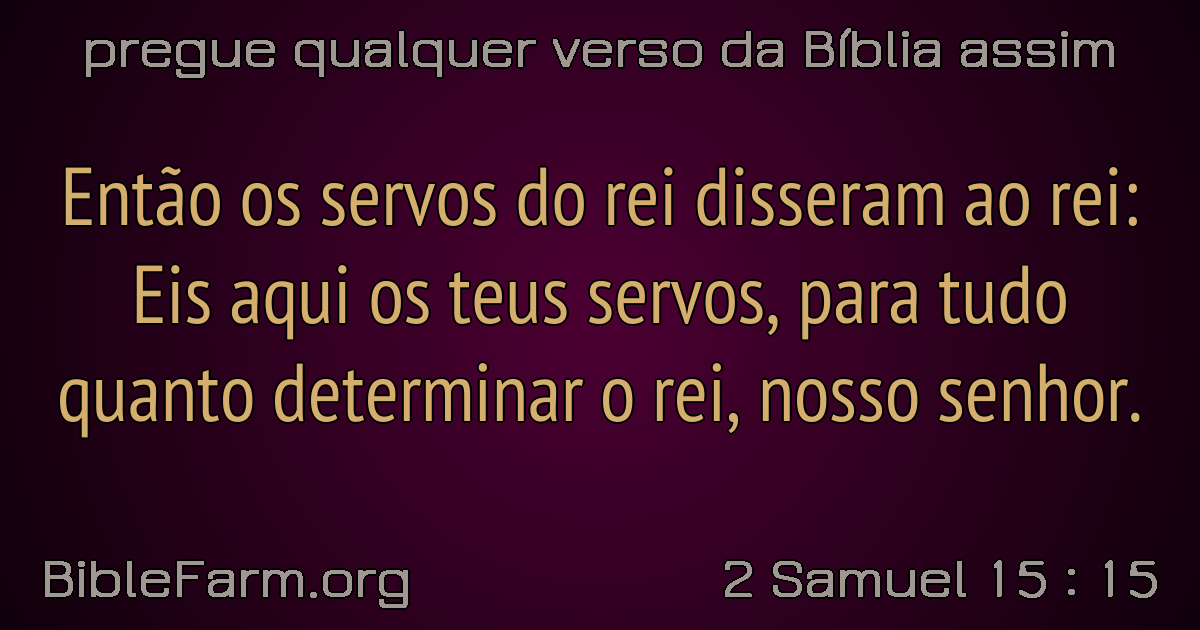 pregue qualquer verso da Bíblia assim
Então os servos do rei disseram ao rei:
Eis aqui os teus servos, para tudo
quanto determinar o rei, nosso senhor.
BibleFarm.org
2 Samuel 15 : 15